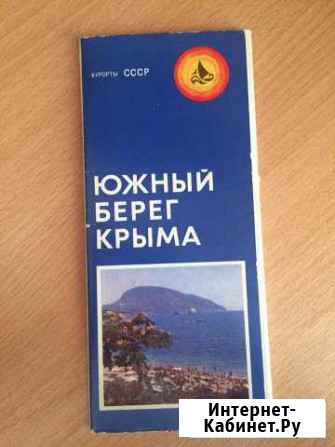 КУРОРТЫ СССР
ЮЖНЫЙ
БЕРЕГ
КРЫМА
Интернет-
Кабинет.Ру